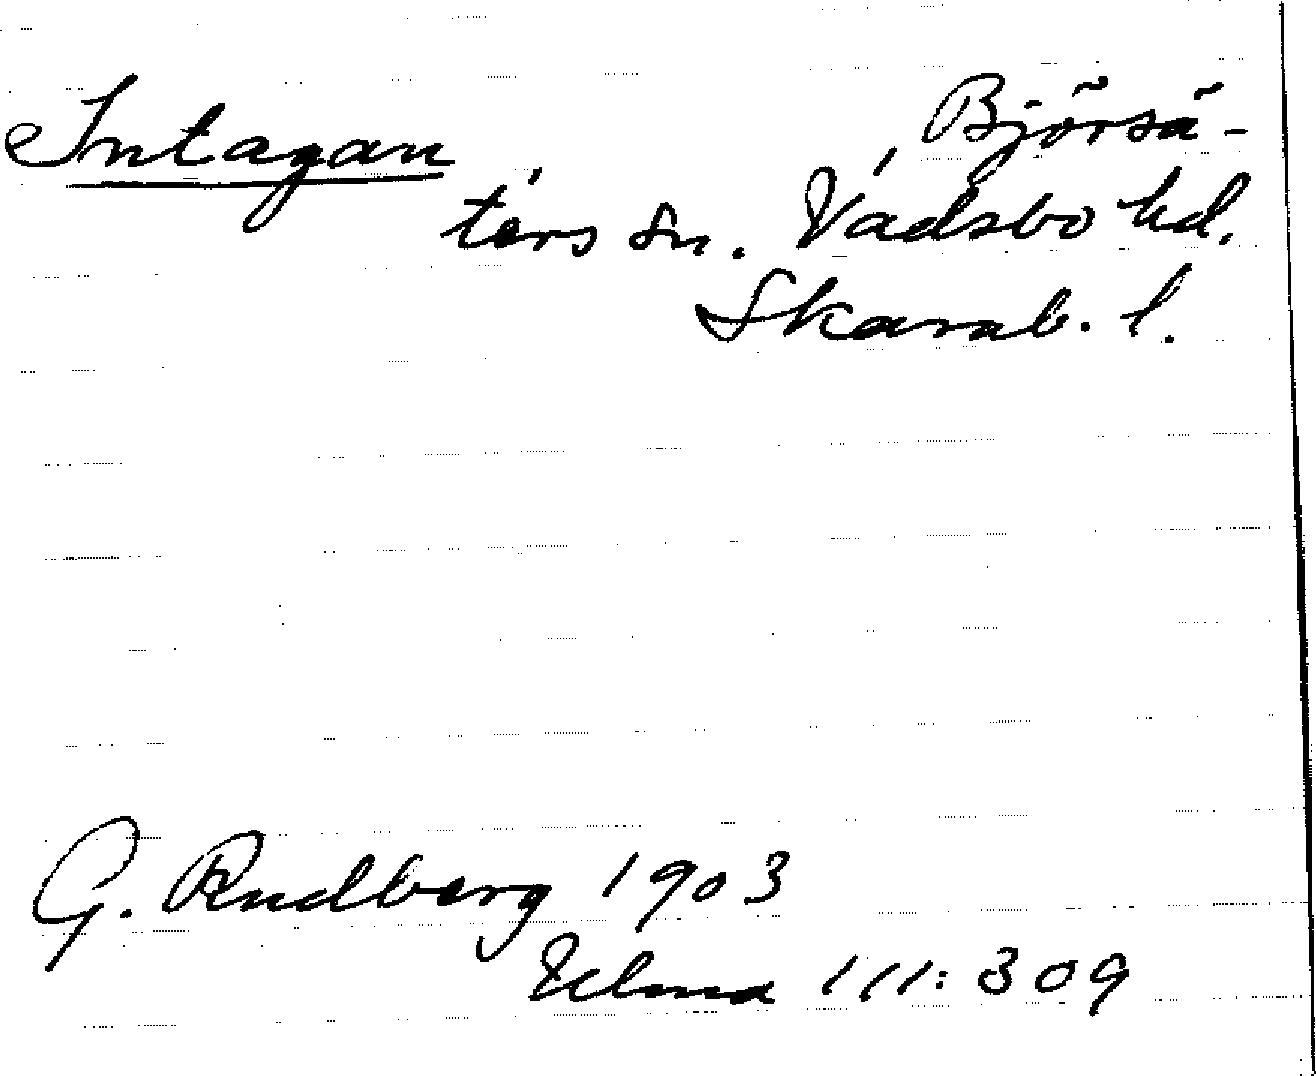 Intagan
Björsä-
ters sn. Vadsbo hd.
Skarab. l.
G. Rudberg 1903
Ulma 111: 309